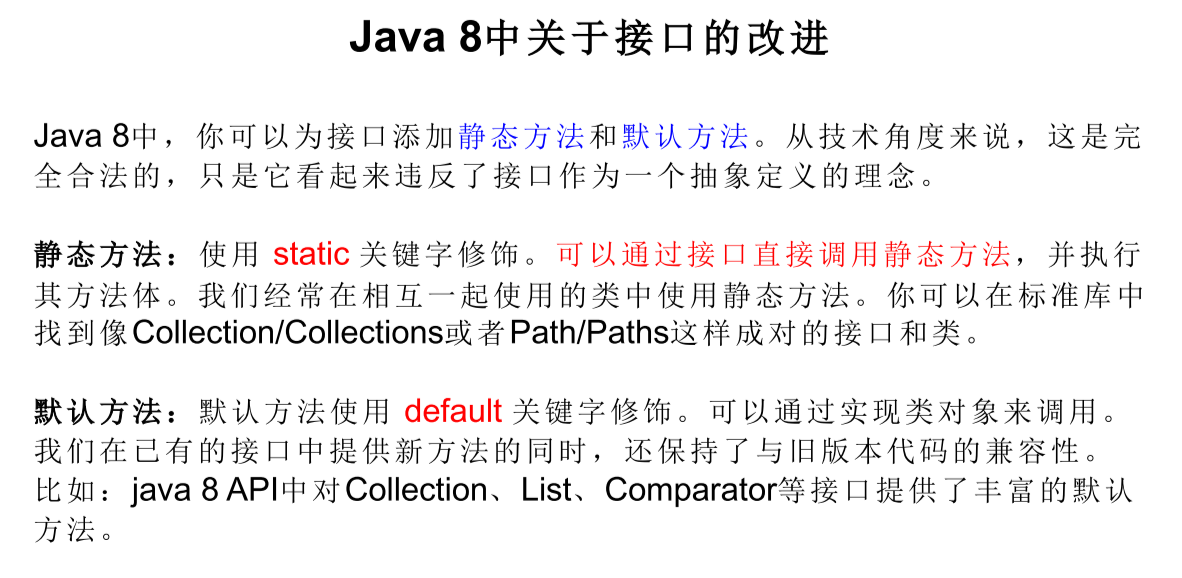 Java 8中关于接口的改进
Java 8中，你可以为接口添加静态方法和默认方法。从技术角度来说，这是完
全合法的，只是它看起来违反了接口作为一个抽象定义的理念。
静态方法：使用 static 关键字修饰。可以通过接口直接调用静态方法，并执行
其方法体。我们经常在相互一起使用的类中使用静态方法。你可以在标准库中
找到像Collection/Collections或者Path/Paths这样成对的接口和类。
默认方法：默认方法使用 default 关键字修饰。可以通过实现类对象来调用。
我们在已有的接口中提供新方法的同时，还保持了与旧版本代码的兼容性。
比如：java 8 API中对Collection、List、Comparator等接口提供了丰富的默认
方法。